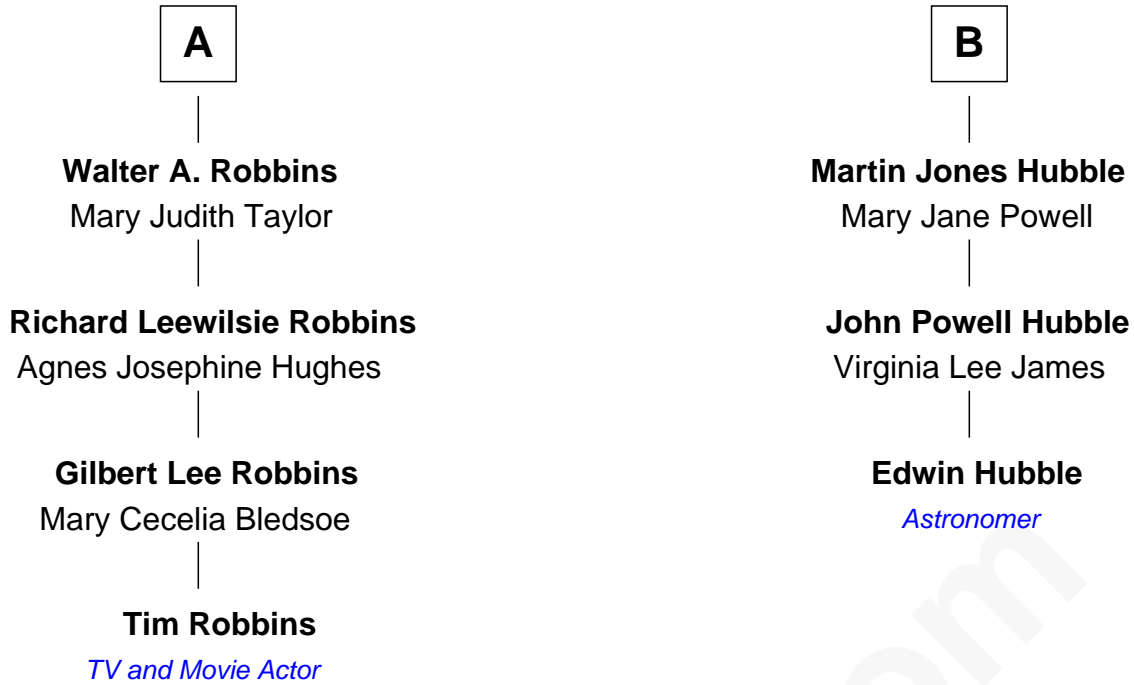 A
Walter A. Robbins
Mary Judith Taylor
Richard Leewilsie Robbins
Agnes Josephine Hughes
Gilbert Lee Robbins
Mary Cecelia Bledsoe
Tim Robbins
TV and Movie Actor
B
Martin Jones Hubble
Mary Jane Powell
John Powell Hubble
Virginia Lee James
Edwin Hubble
Astronomer
om